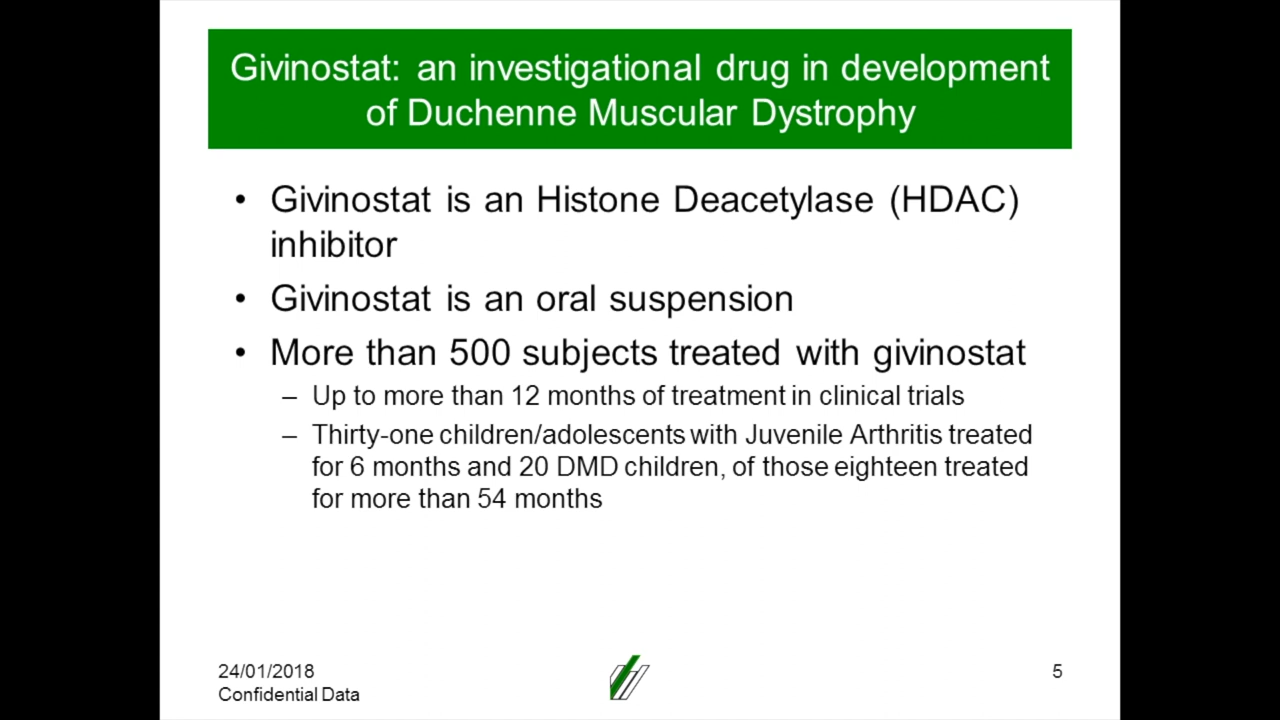 Givinostat: an investigational drug in development
of Duchenne Muscular Dystrophy
• Givinostat is an Histone Deacetylase (HDAC)
inhibitor
• Givinostat is an oral suspension
• More than 500 subjects treated with givinostat
– Up to more than 12 months of treatment in clinical trials
– Thirty-one children/adolescents with Juvenile Arthritis treated
for 6 months and 20 DMD children, of those eighteen treated
for more than 54 months
24/01/2018
Confidential Data
5